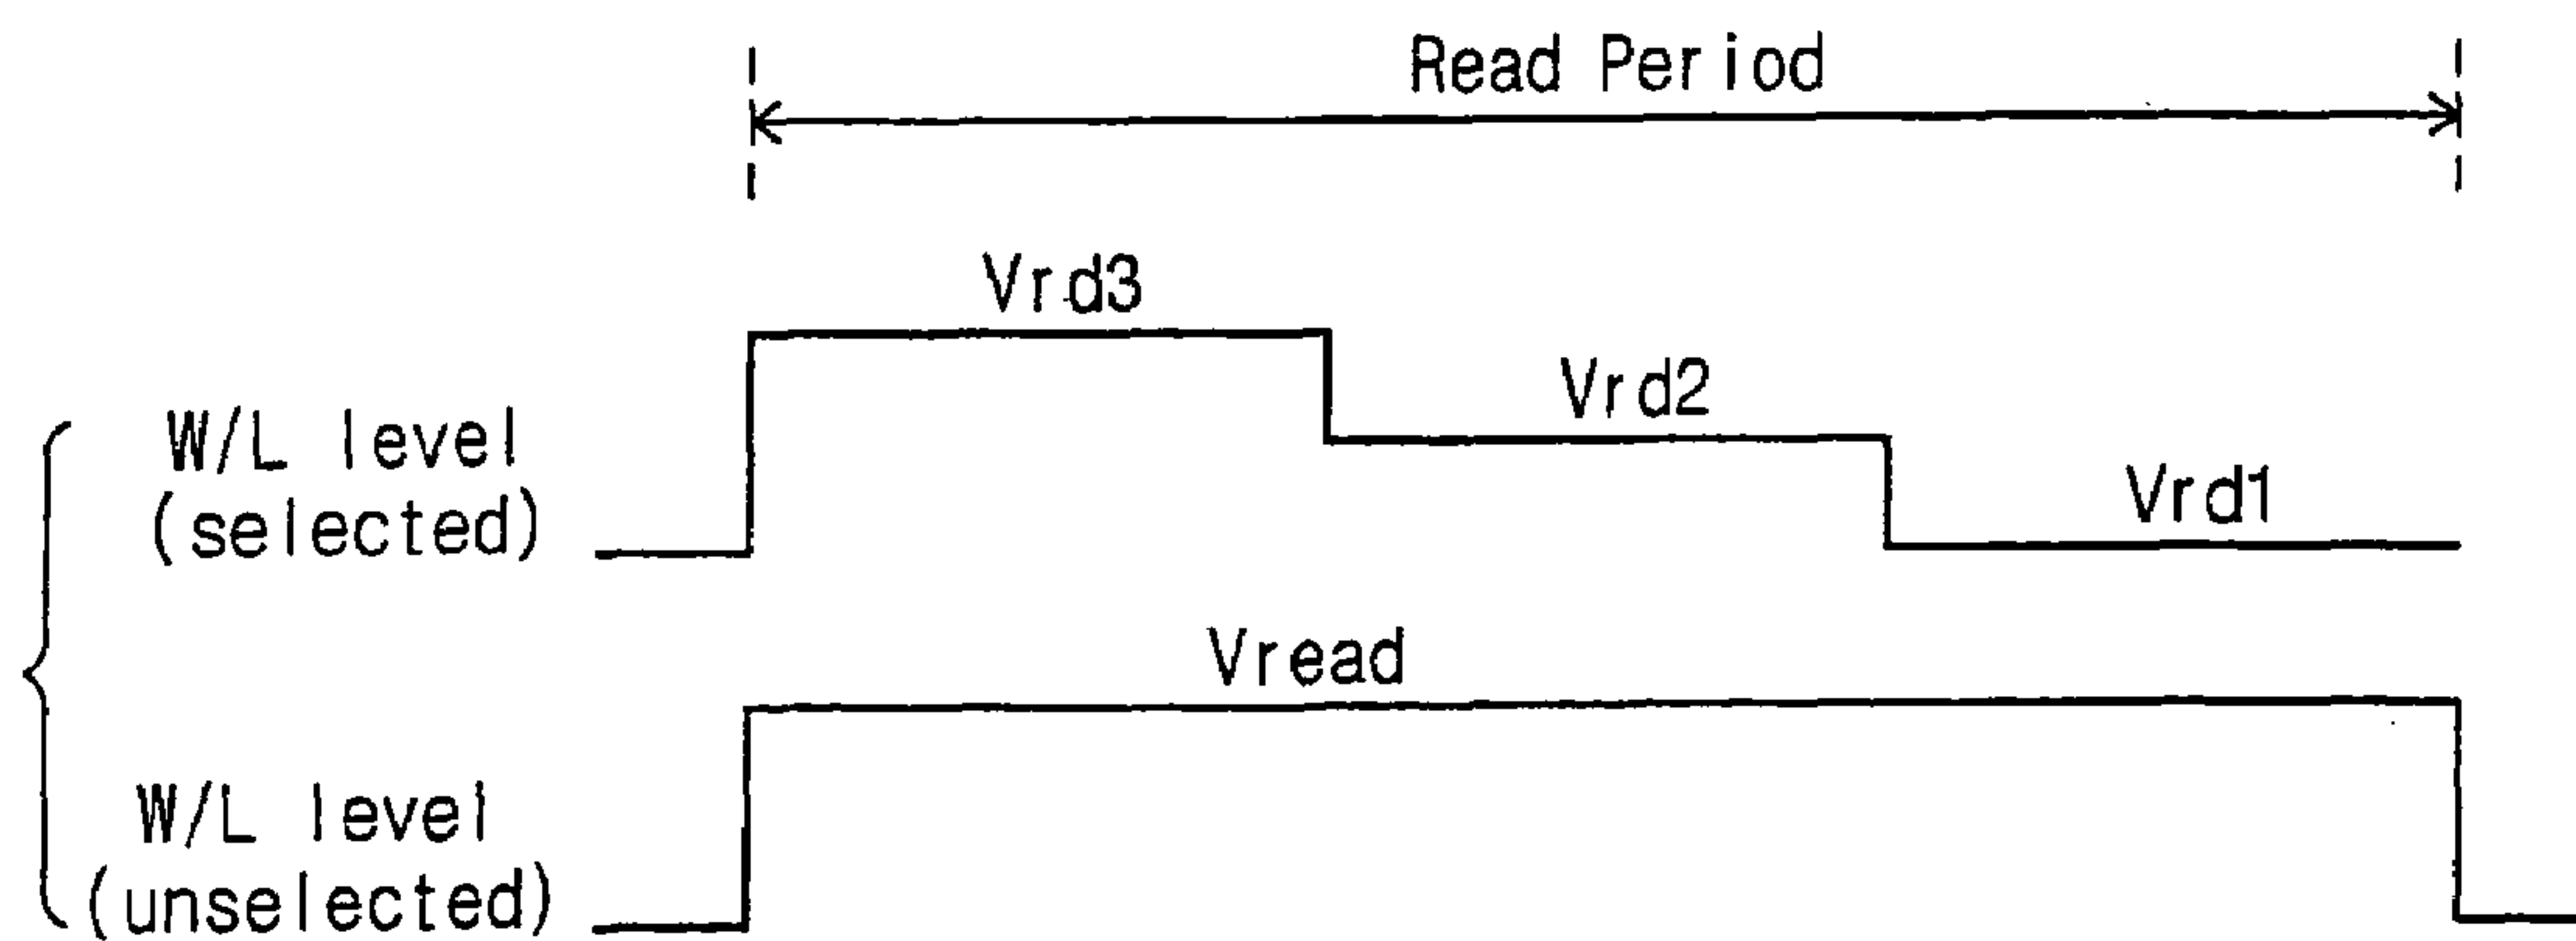 Read Period
Vrd3
Vrd2
Vrd1
W/L level
(selected)
Vread
W/L level
(unselected)